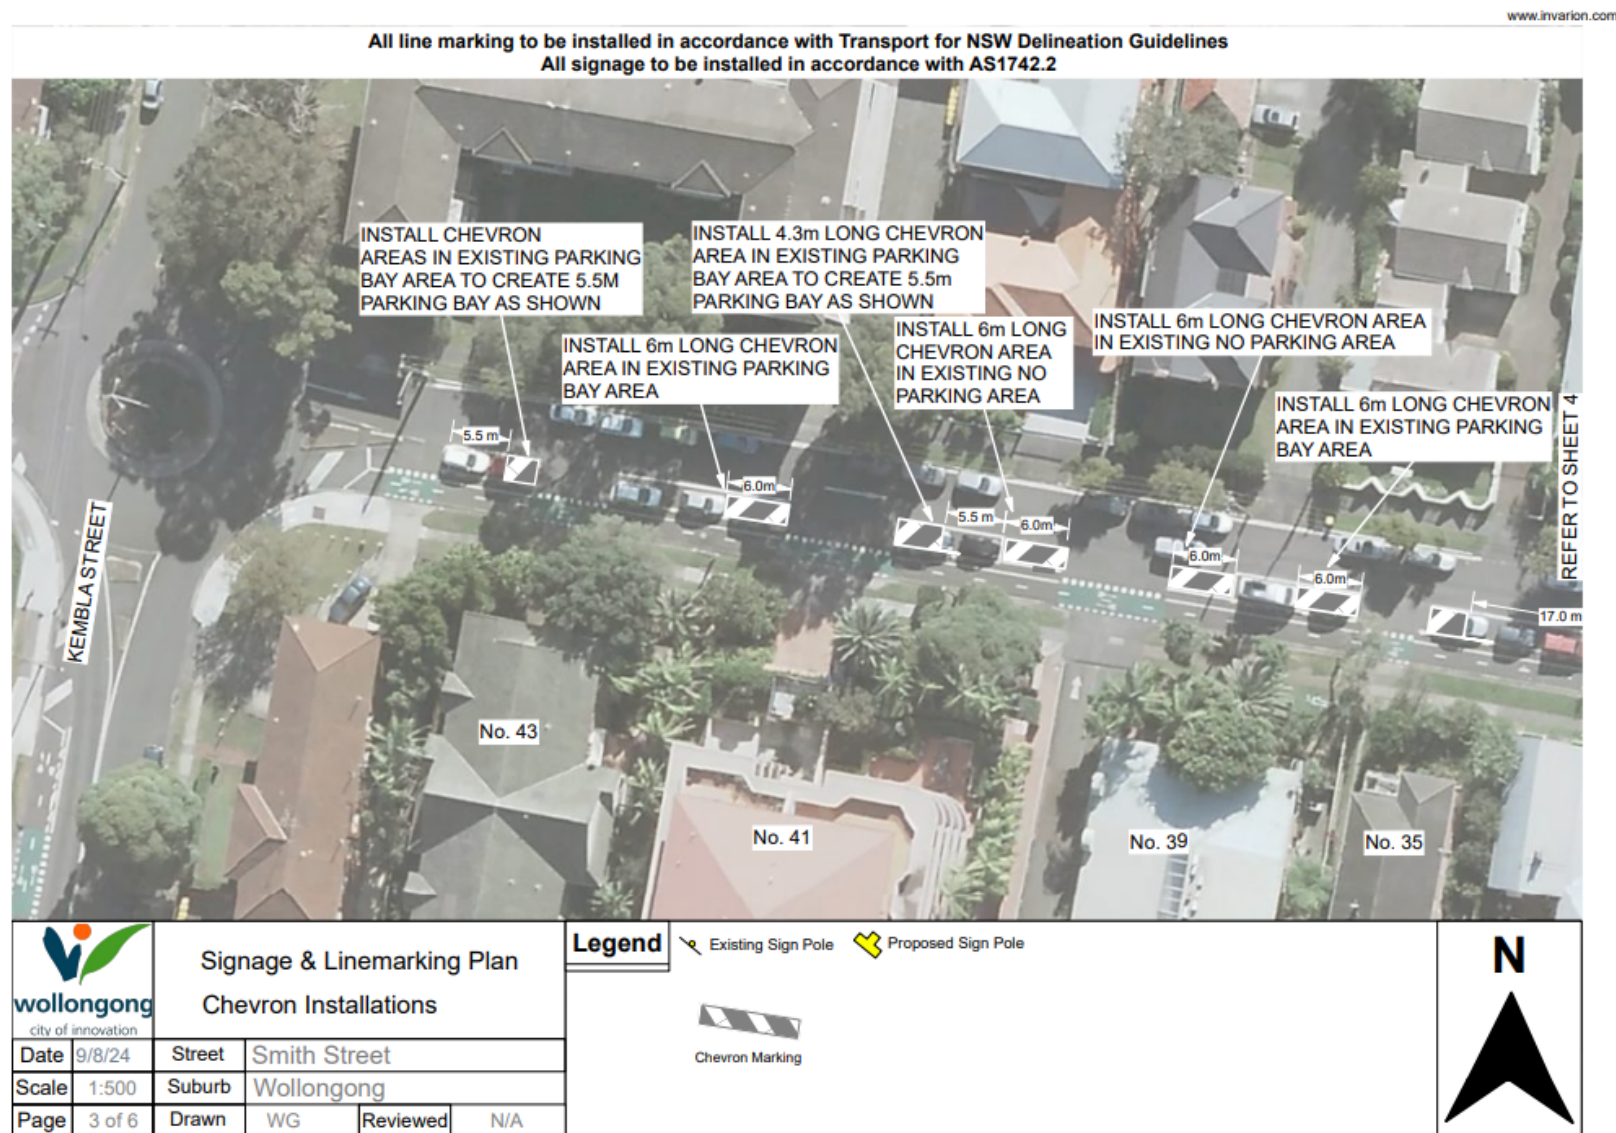 www.invarion.com
All line marking to be installed in accordance with Transport for NSW Delineation Guidelines
All signage to be installed in accordance with AS1742.2
INSTALL CHEVRON
AREAS IN EXISTING PARKING
BAY AREA TO CREATE 5.5M
PARKING BAY AS SHOWN
INSTALL 4.3m LONG CHEVRON
AREA IN EXISTING PARKING
BAY AREA TO CREATE 5.5m
PARKING BAY AS SHOWN
INSTALL 6m LONG CHEVRON
AREA IN EXISTING PARKING
BAY AREA
INSTALL 6m LONG
CHEVRON AREA
IN EXISTING NO
PARKING AREA
INSTALL 6m LONG CHEVRON AREA
IN EXISTING NO PARKING AREA
INSTALL 6m LONG CHEVRON
AREA IN EXISTING PARKING
BAY AREA
REFER TO SHEET 4
5.5 m
6.0m
5.5 m
6.0m
6.0m
6.0m
17.0 m
KEMBLA STREET
No. 43
No. 41
No. 39
No. 35
wollongong
city of innovation
Signage & Linemarking Plan
Chevron Installations
Date 9/8/24 Street Smith Street
Scale 1:500 Suburb Wollongong
Page 3 of 6 Drawn WG Reviewed N/A
Legend
Existing Sign Pole
Proposed Sign Pole
Chevron Marking
N